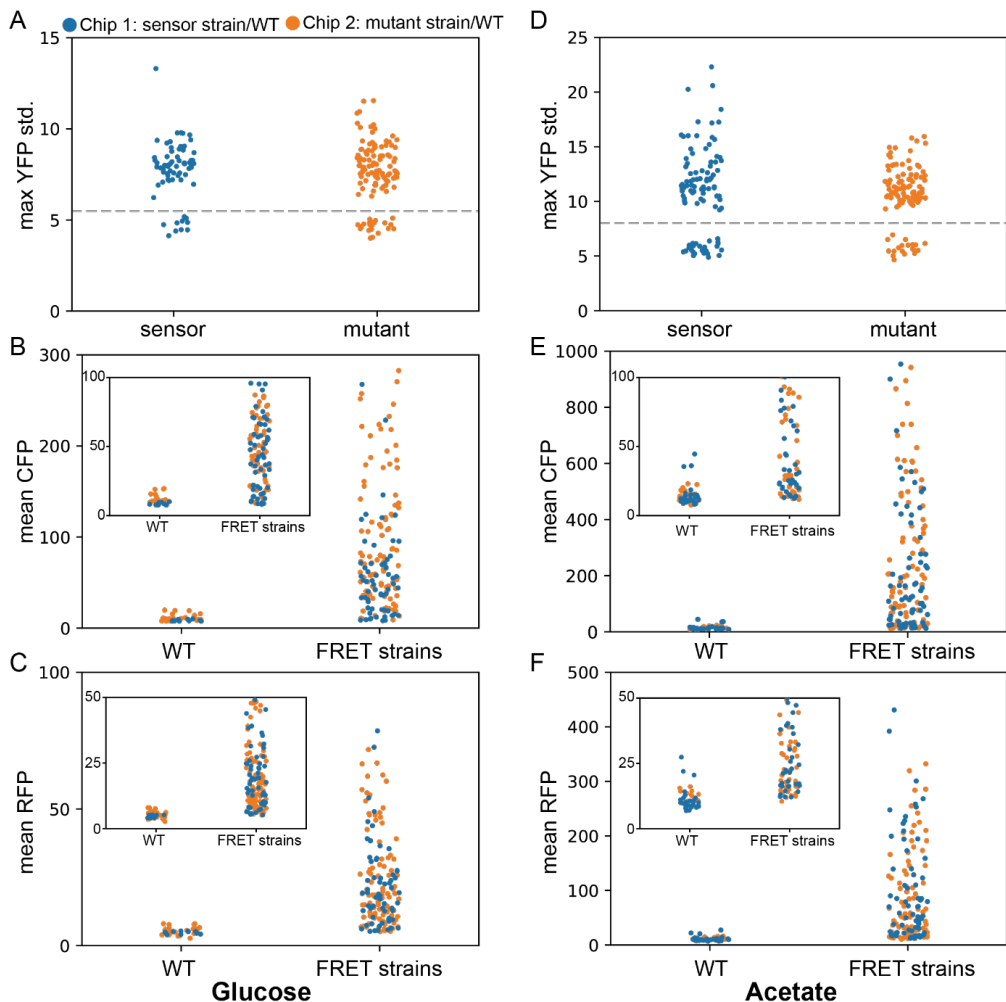 A
Chip 1: sensor strain/WT
Chip 2: mutant strain/WT
max YFP std.
15
10
5
0
sensor
mutant
D
max YFP std.
25
20
15
10
5
0
sensor
mutant
B
mean CFP
300
200
100
0
100
50
0
WT
FRET strains
WT
FRET strains
E
mean CFP
1000
800
600
400
200
0
100
50
0
WT
FRET strains
WT
FRET strains
C
mean RFP
100
50
0
50
25
0
WT
FRET strains
WT
FRET strains
Glucose
F
mean RFP
500
400
300
200
100
0
50
25
0
WT
FRET strains
WT
FRET strains
Acetate